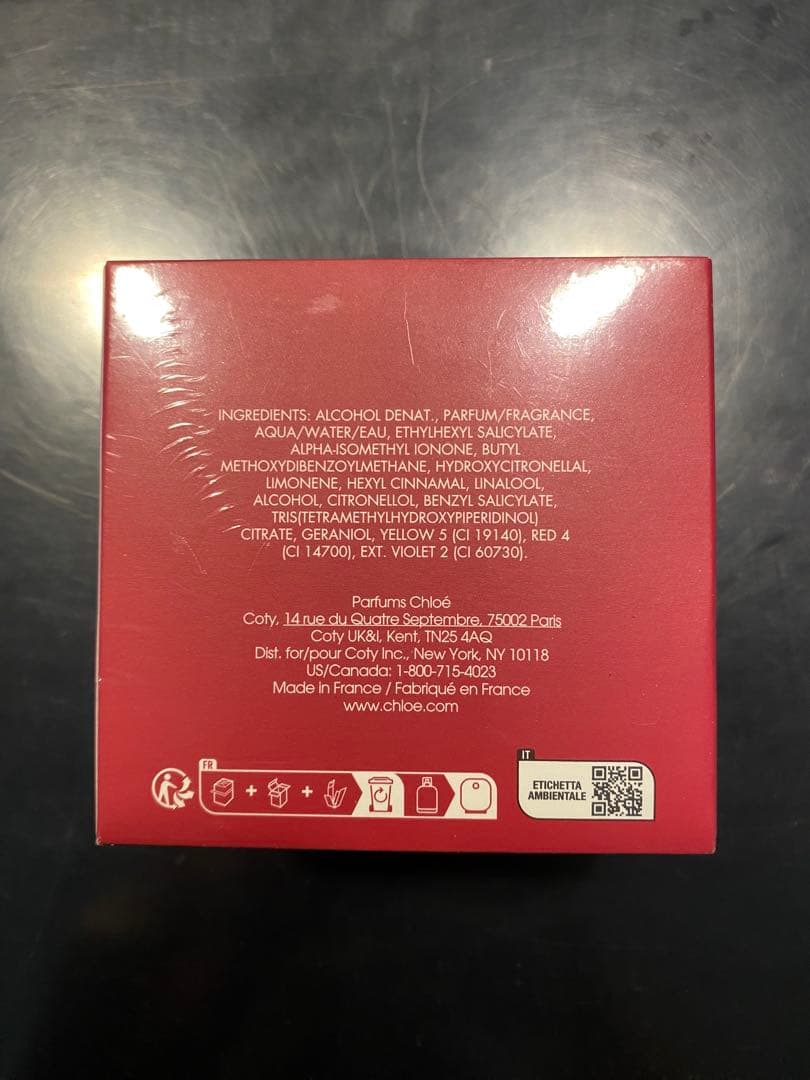 INGREDIENTS: ALCOHOL DENAT., PARFUM/FRAGRANCE,
AQUA/WATER/EAU, ETHYLHEXYL SALICYLATE,
ALPHA-ISOMETHYL IONONE, BUTYL
METHOXYDIBENZOYLMETHANE, HYDROXYCITRONELLAL,
LIMONENE, HEXYL CINNAMAL, LINALOOL,
ALCOHOL, CITRONELLOL, BENZYL SALICYLATE,
TRIS(TETRAMETHYLHYDROXYPIPERIDINOL)
CITRATE, GERANIOL, YELLOW 5 (CI 19140), RED 4
(CI 14700), EXT. VIOLET 2 (CI 60730).
Parfums Chloé
Coty, 14 rue du Quatre Septembre, 75002 Paris
Coty UK&i, Kent, TN25 4AQ
Dist. for/pour Coty Inc., New York, NY 10118
US/Canada: 1-800-715-4023
Made in France / Fabriqué en France
www.chloe.com
FR
IT
ETICHETTA
AMBIENTALE